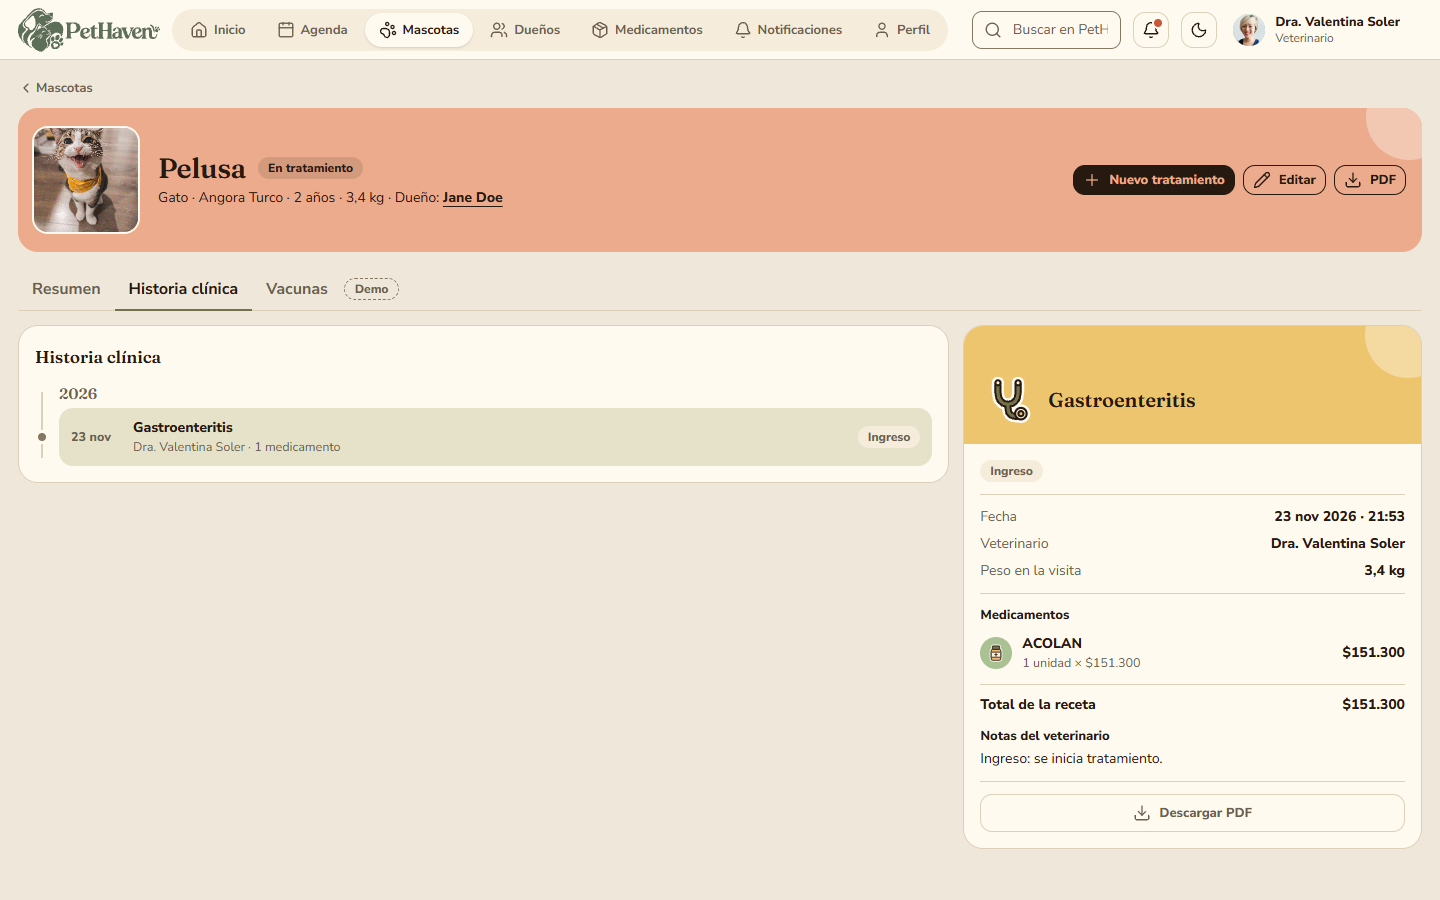 PetHaven
Inicio
Agenda
Mascotas
Dueños
Medicamentos
Notificaciones
Perfil
Buscar en PetH
Dra. Valentina Soler
Veterinario
Mascotas
Pelusa
En tratamiento
Gato · Angora Turco · 2 años · 3,4 kg · Dueño: Jane Doe
Nuevo tratamiento
Editar
PDF
Resumen
Historia clínica
Vacunas
Demo
Historia clínica
2026
23 nov
Gastroenteritis
Dra. Valentina Soler · 1 medicamento
Ingreso
Gastroenteritis
Ingreso
Fecha
23 nov 2026 · 21:53
Veterinario
Dra. Valentina Soler
Peso en la visita
3,4 kg
Medicamentos
ACOLAN
1 unidad × $151.300
$151.300
Total de la receta
$151.300
Notas del veterinario
Ingreso: se inicia tratamiento.
Descargar PDF